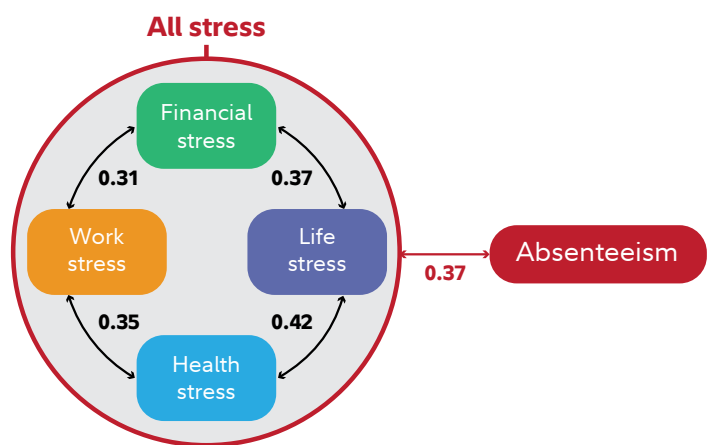 All stress
Financial
stress
0.31
0.37
Work
stress
Life
stress
Absenteeism
0.37
0.35
0.42
Health
stress